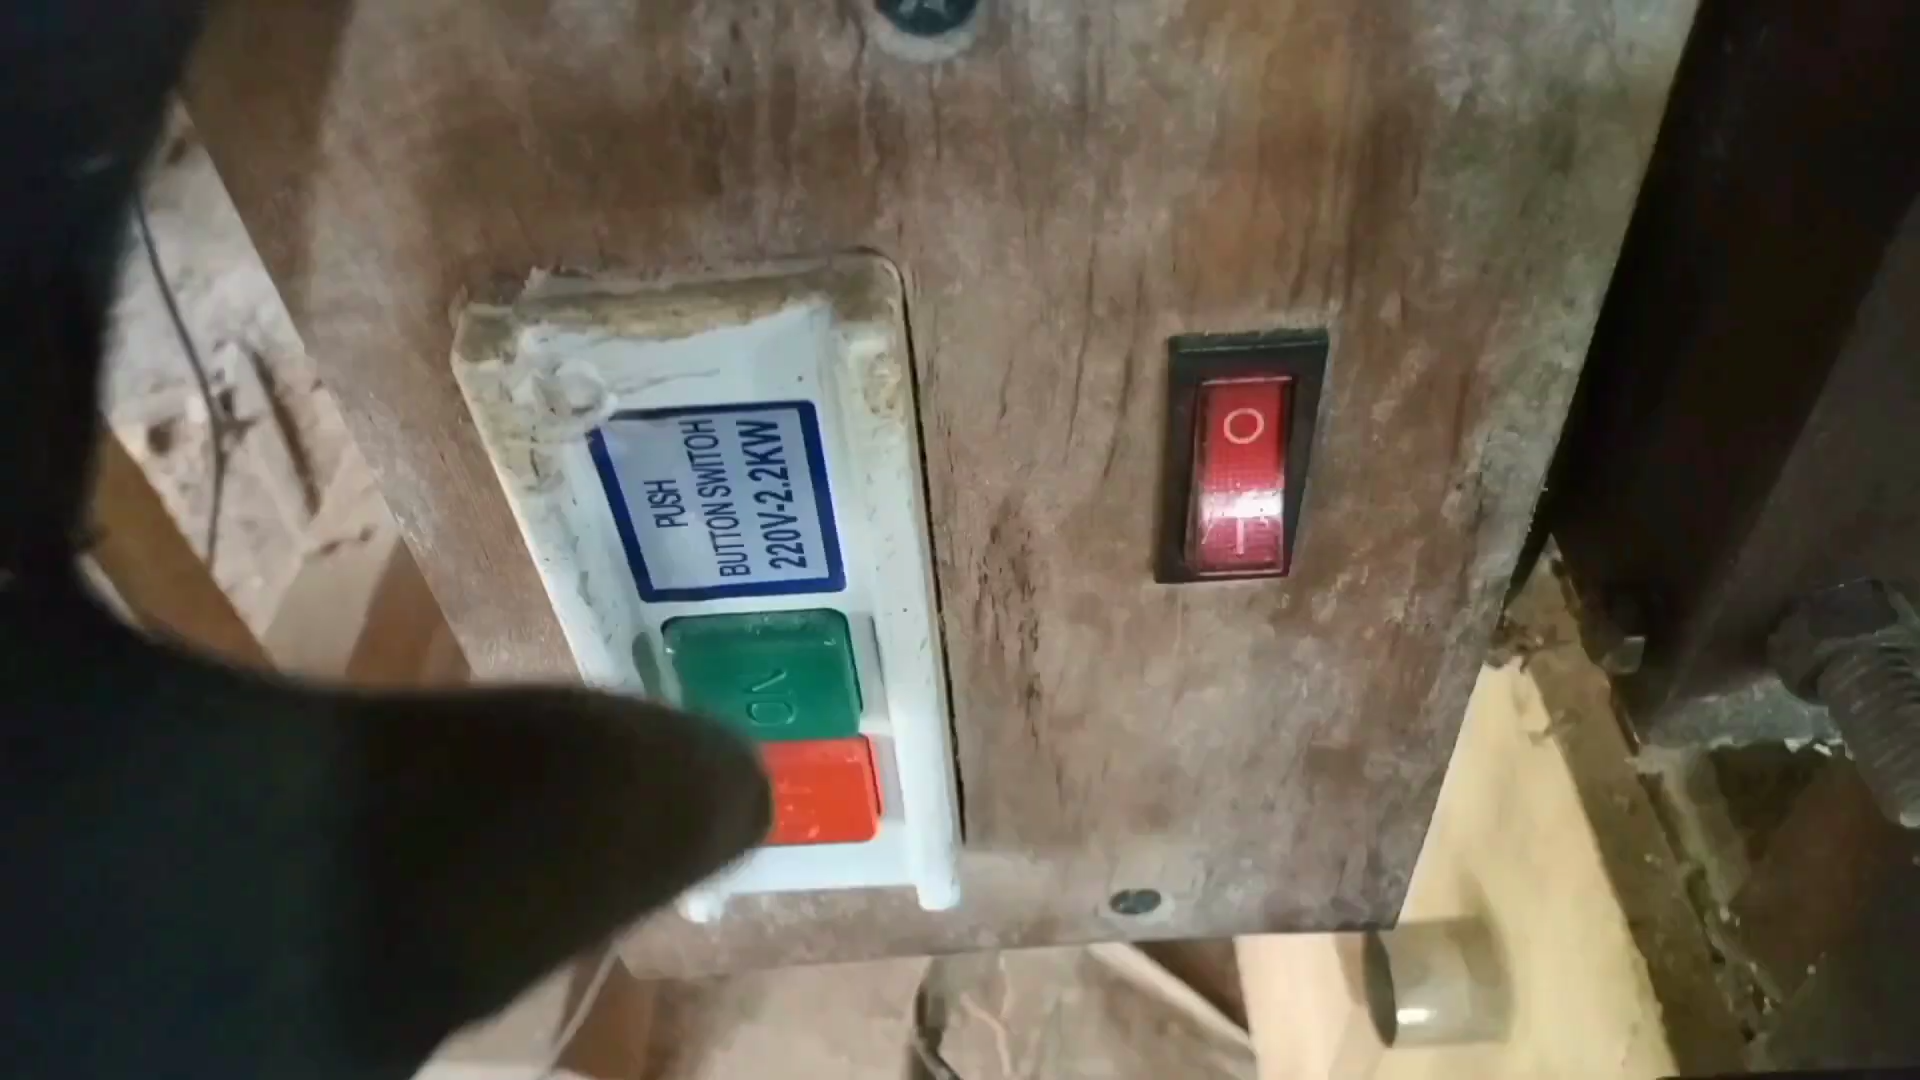 PUSH
BUTTON SWITOH
220V-2.2KW
ON
O
I